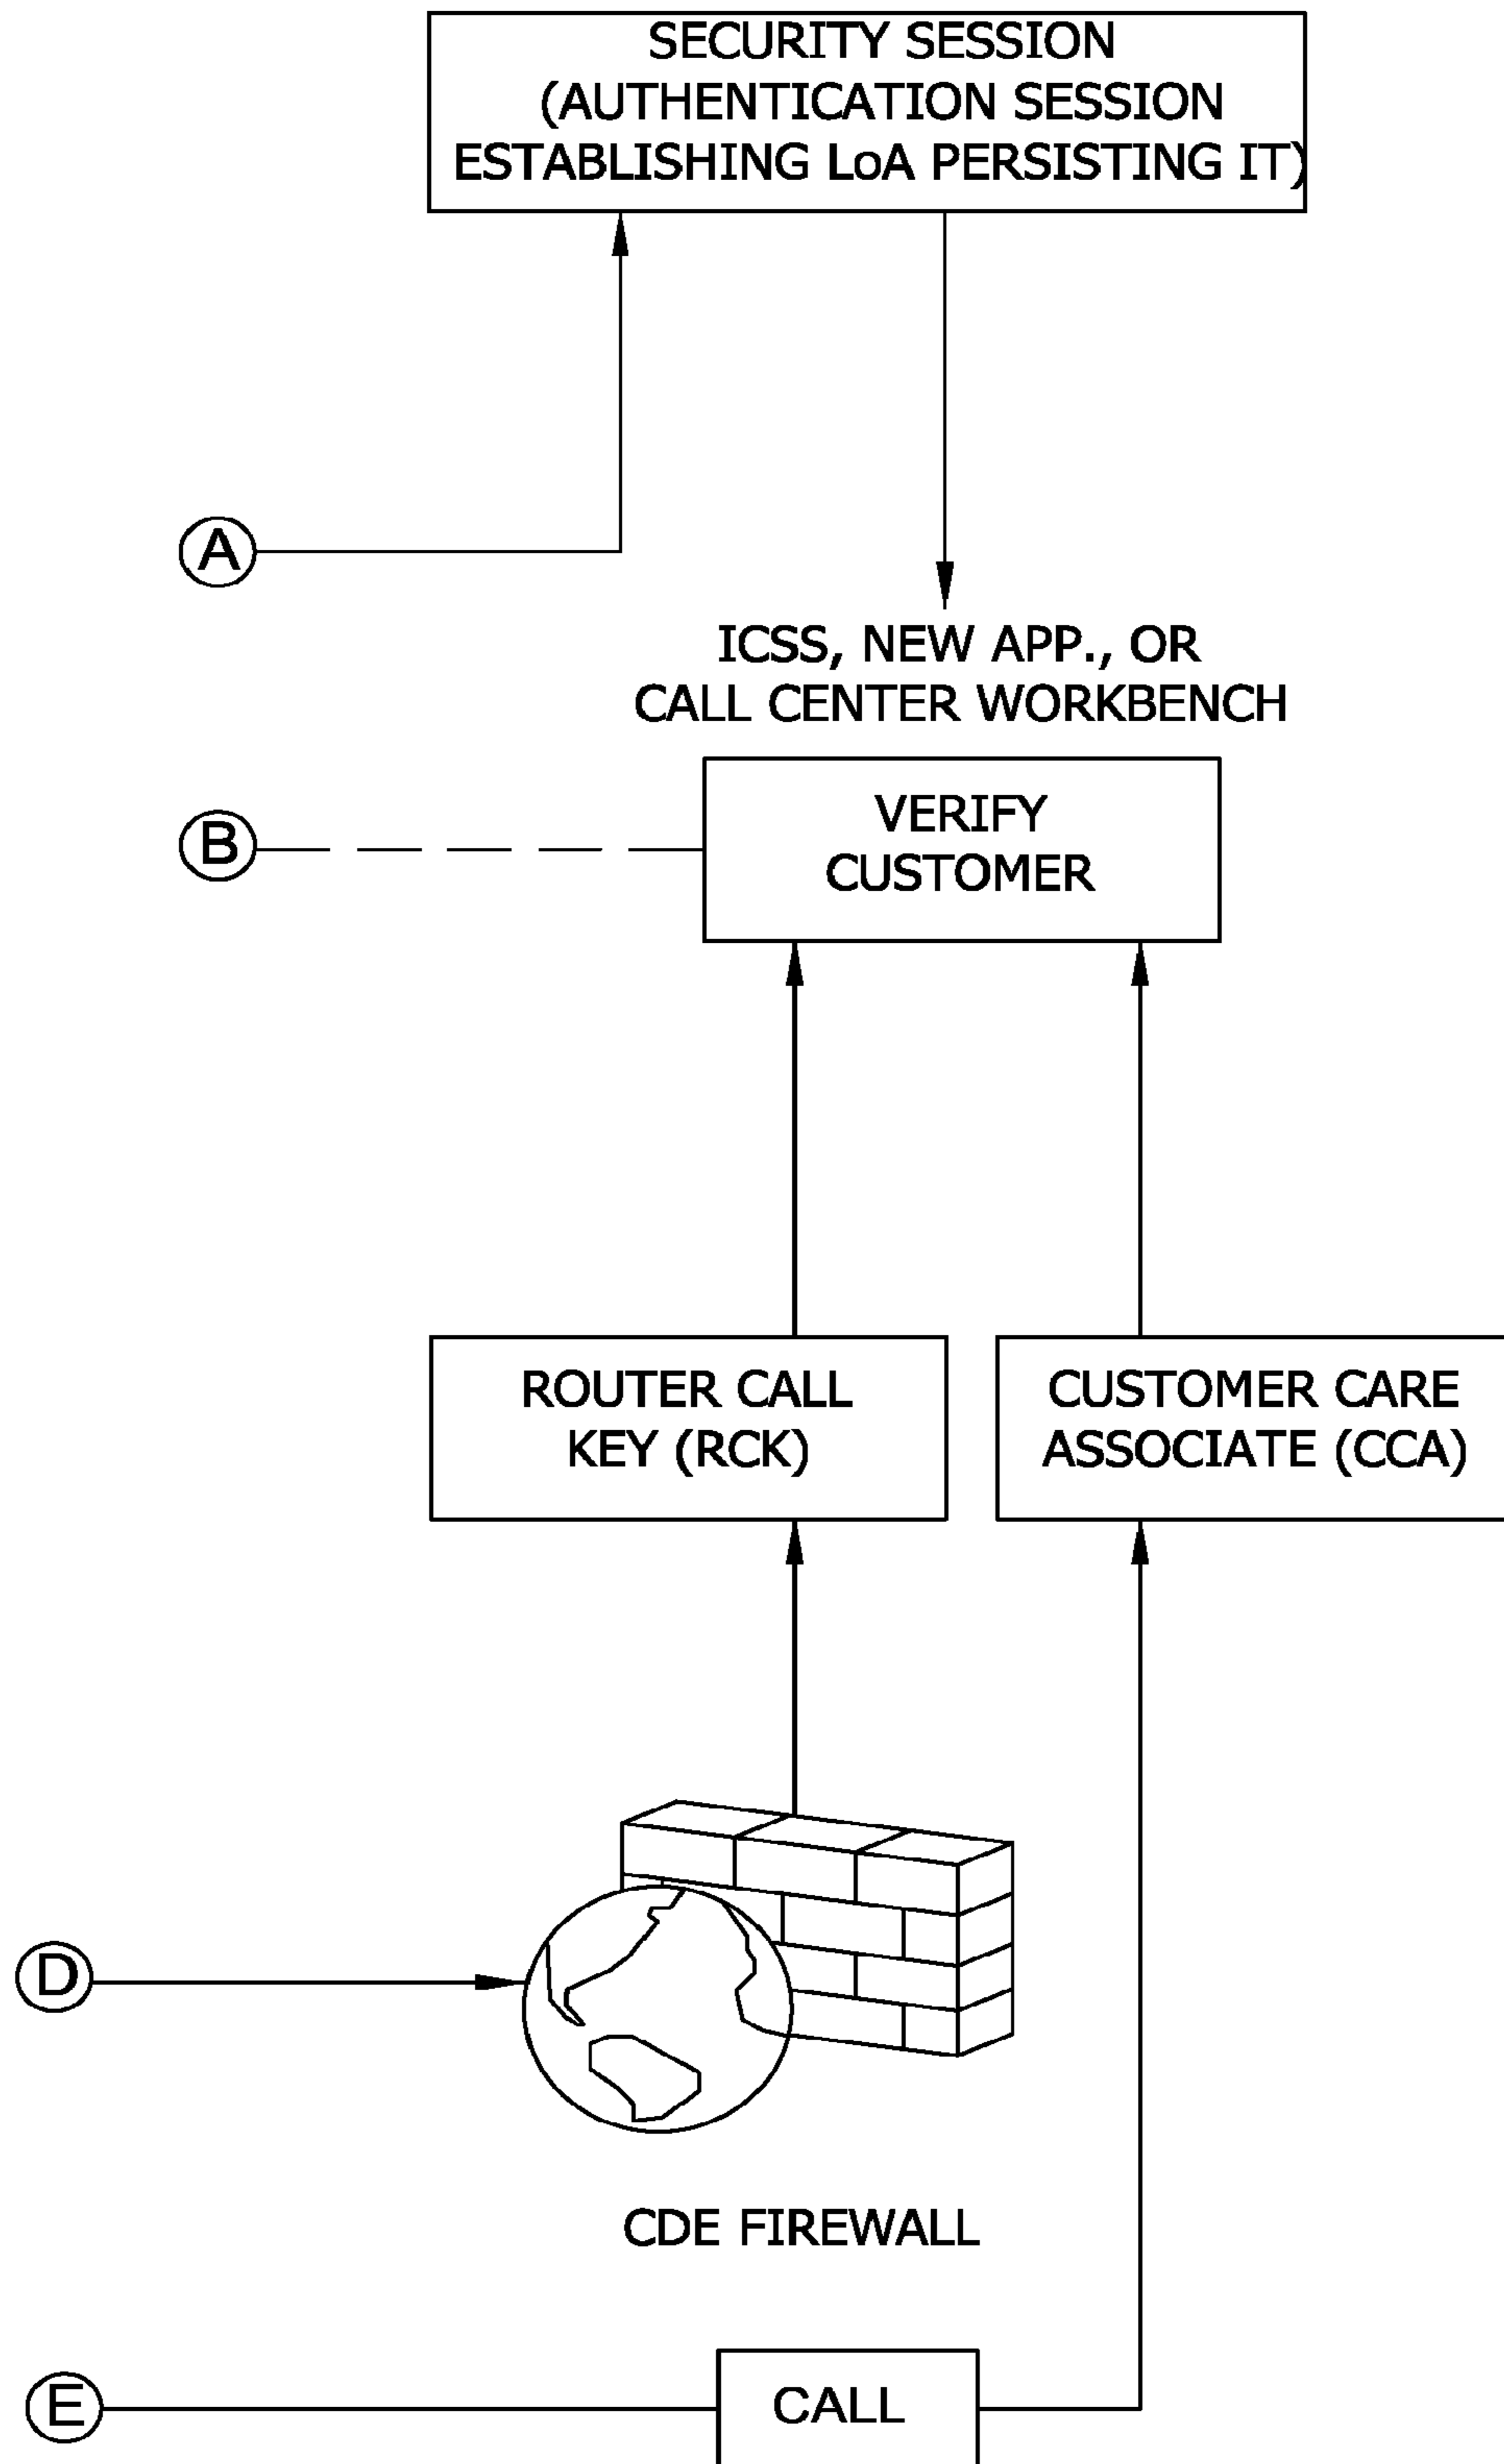 SECURITY SESSION
(AUTHENTICATION SESSION
ESTABLISHING LoA PERSISTING IT)
A
ICSS, NEW APP., OR
CALL CENTER WORKBENCH
B
VERIFY
CUSTOMER
ROUTER CALL
KEY (RCK)
CUSTOMER CARE
ASSOCIATE (CCA)
D
CDE FIREWALL
E
CALL